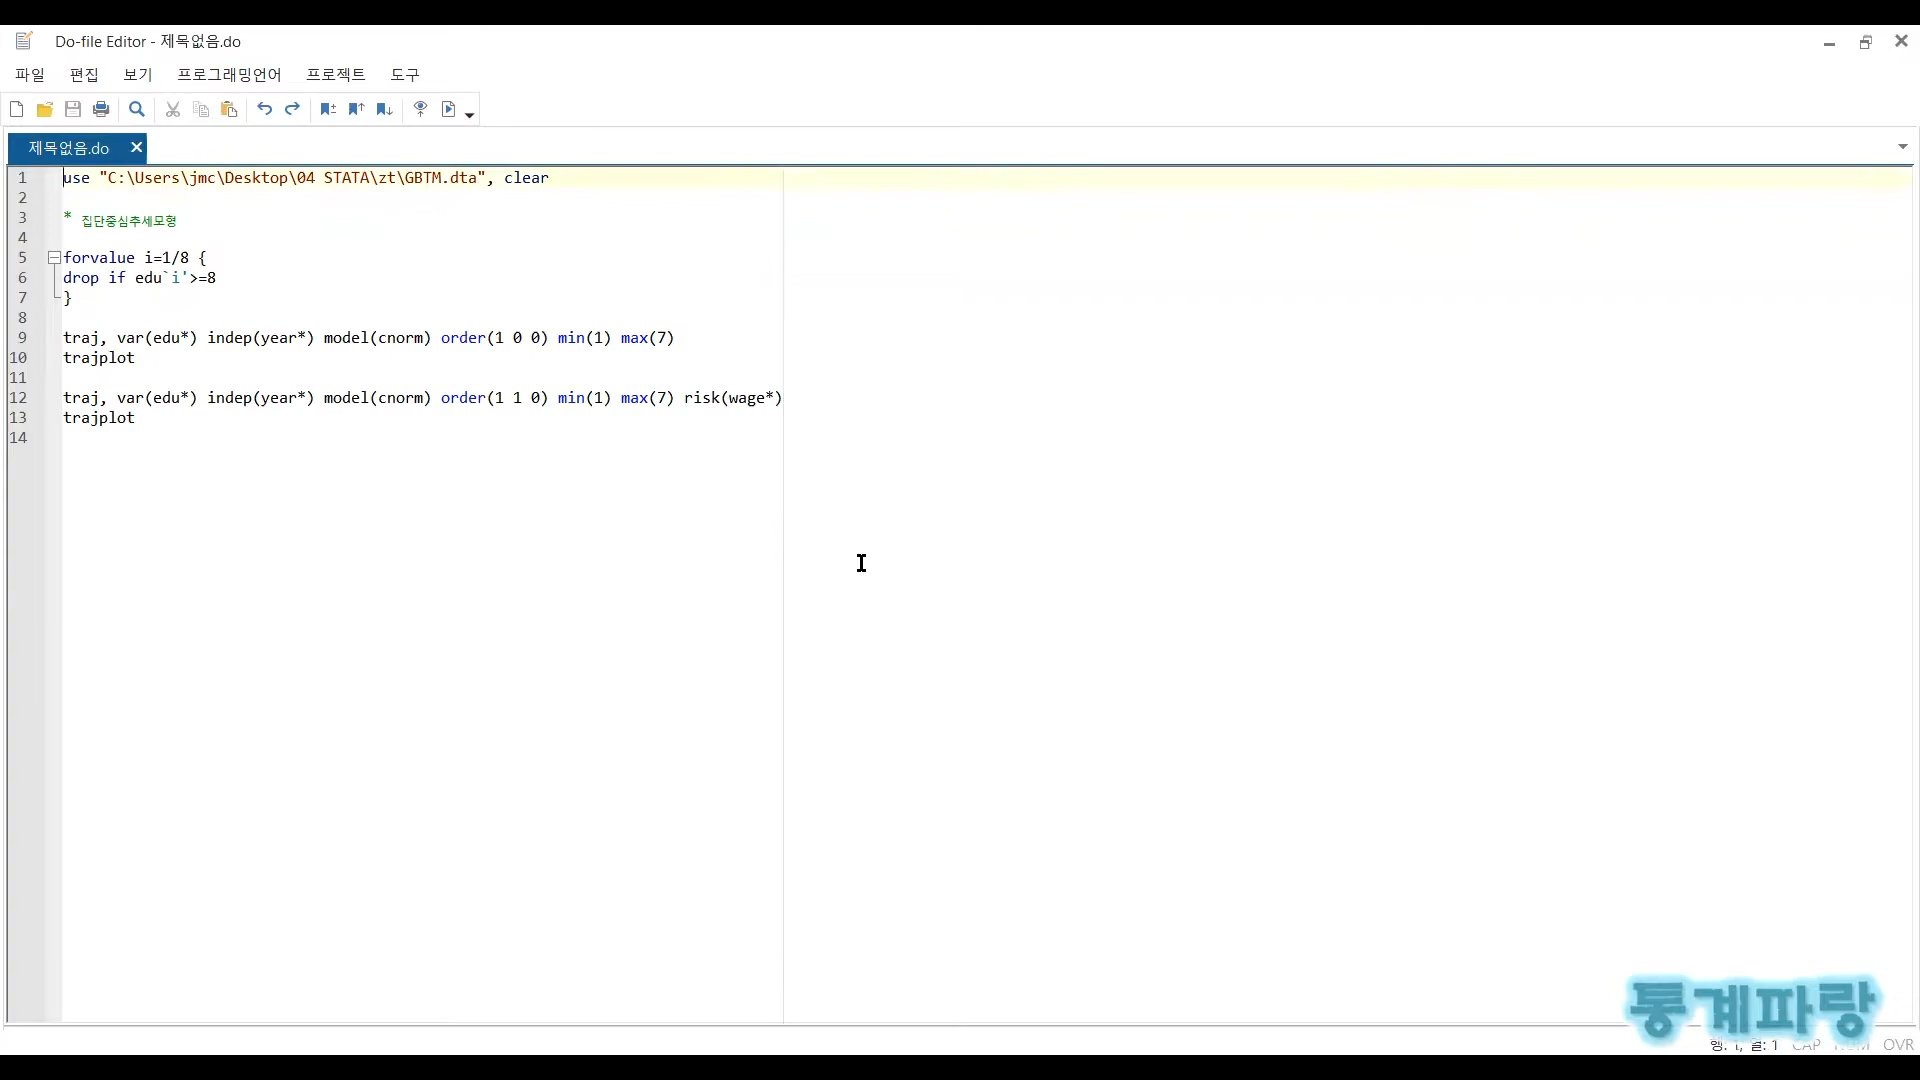 Do-file Editor - 제목없음.do
파일 편집 보기 프로그래밍언어 프로젝트 도구
제목없음.do
1 use "C:\Users\jmc\Desktop\04 STATA\zt\GBTM.dta", clear
2
3 * 집단중심추세모형
4
5 forvalue i=1/8 {
6 drop if edu`i'>=8
7 }
8
9 traj, var(edu*) indep(year*) model(cnorm) order(1 0 0) min(1) max(7)
10 trajplot
11
12 traj, var(edu*) indep(year*) model(cnorm) order(1 1 0) min(1) max(7) risk(wage*)
13 trajplot
14
통계파랑
행: 1, 열: 1 CAP NUM OVR